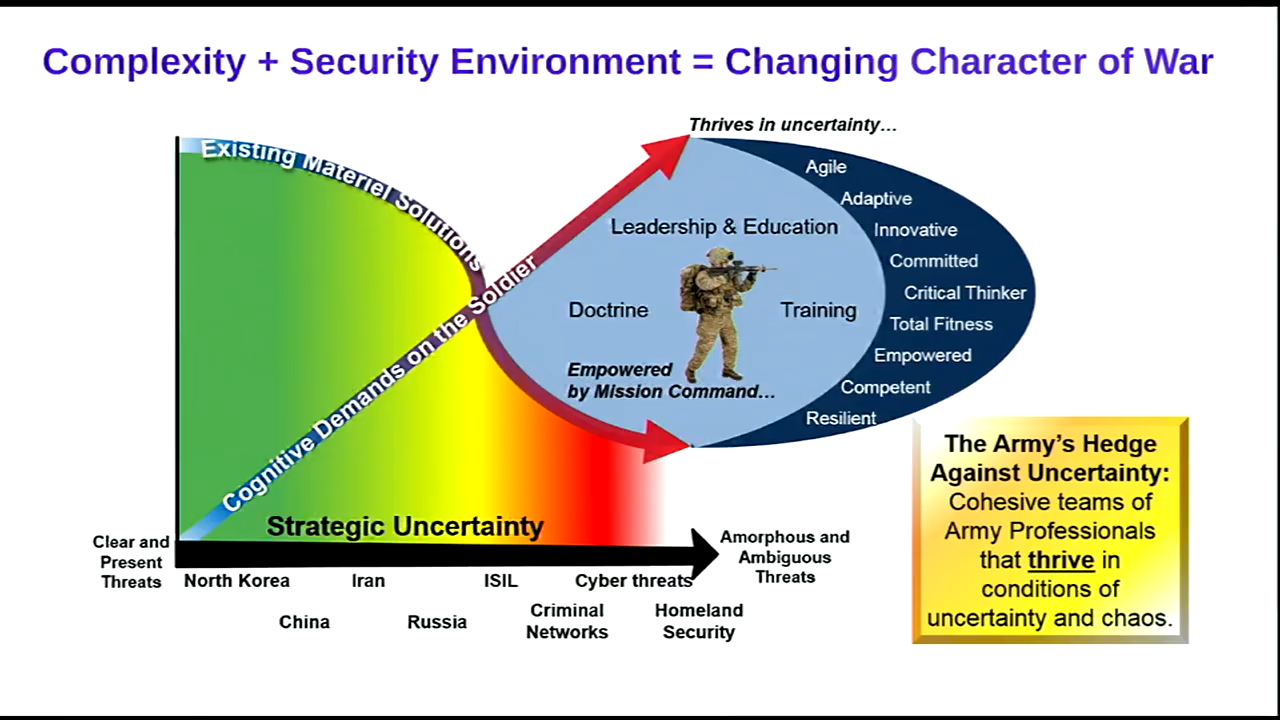 Complexity + Security Environment = Changing Character of War
Thrives in uncertainty…
Existing Materiel Solutions
Cognitive Demands on the Soldier
Agile
Adaptive
Innovative
Committed
Critical Thinker
Total Fitness
Empowered
Competent
Resilient
Leadership & Education
Doctrine
Training
Empowered
by Mission Command…
The Army's Hedge
Against Uncertainty:
Cohesive teams of
Army Professionals
that thrive in
conditions of
uncertainty and chaos.
Strategic Uncertainty
Clear and
Present
Threats
Amorphous and
Ambiguous
Threats
North Korea
Iran
ISIL
Cyber threats
China
Russia
Criminal
Networks
Homeland
Security